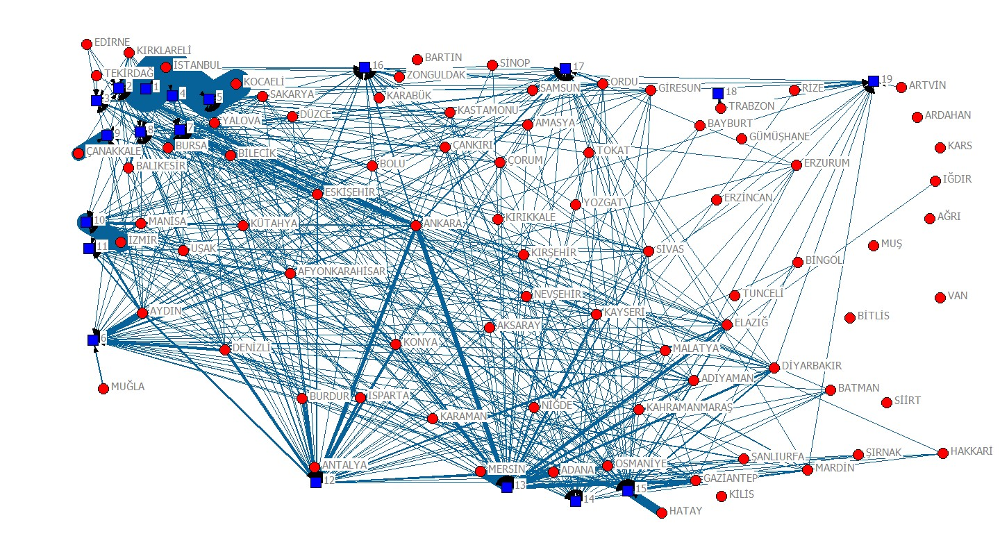 EDİRNE
KIRKLARELİ
BARTIN
SİNOP
İSTANBUL
16
17
TEKİRDAĞ
ZONGULDAK
KOCAELİ
ORDU
19
ARTVİN
2
1
4
5
SAKARYA
KARABÜK
SAMSUN
GİRESUN
18
RİZE
3
TRABZON
DÜZCE
KASTAMONU
ARDAHAN
YALOVA
AMASYA
BAYBURT
9
8
7
GÜMÜŞHANE
ÇANAKKALE
BURSA
BİLECİK
ÇANKIRI
TOKAT
KARS
BALIKESİR
BOLU
ÇORUM
ERZURUM
IĞDIR
ESKİŞEHİR
YOZGAT
ERZİNCAN
AĞRI
10
MANİSA
KÜTAHYA
ANKARA
KIRIKKALE
11
İZMİR
UŞAK
KIRŞEHİR
SİVAS
MUŞ
BİNGÖL
AFYONKARAHİSAR
NEVŞEHİR
TUNCELİ
VAN
AYDIN
KAYSERİ
BİTLİS
AKSARAY
ELAZIĞ
6
DENİZLİ
KONYA
MALATYA
DİYARBAKIR
MUĞLA
ADIYAMAN
BATMAN
BURDUR
ISPARTA
NİĞDE
KAHRAMANMARAŞ
SİİRT
KARAMAN
ANTALYA
MERSİN
ADANA
OSMANİYE
ŞANLIURFA
ŞIRNAK
HAKKARİ
12
13
14
15
GAZİANTEP
MARDİN
KİLİS
HATAY